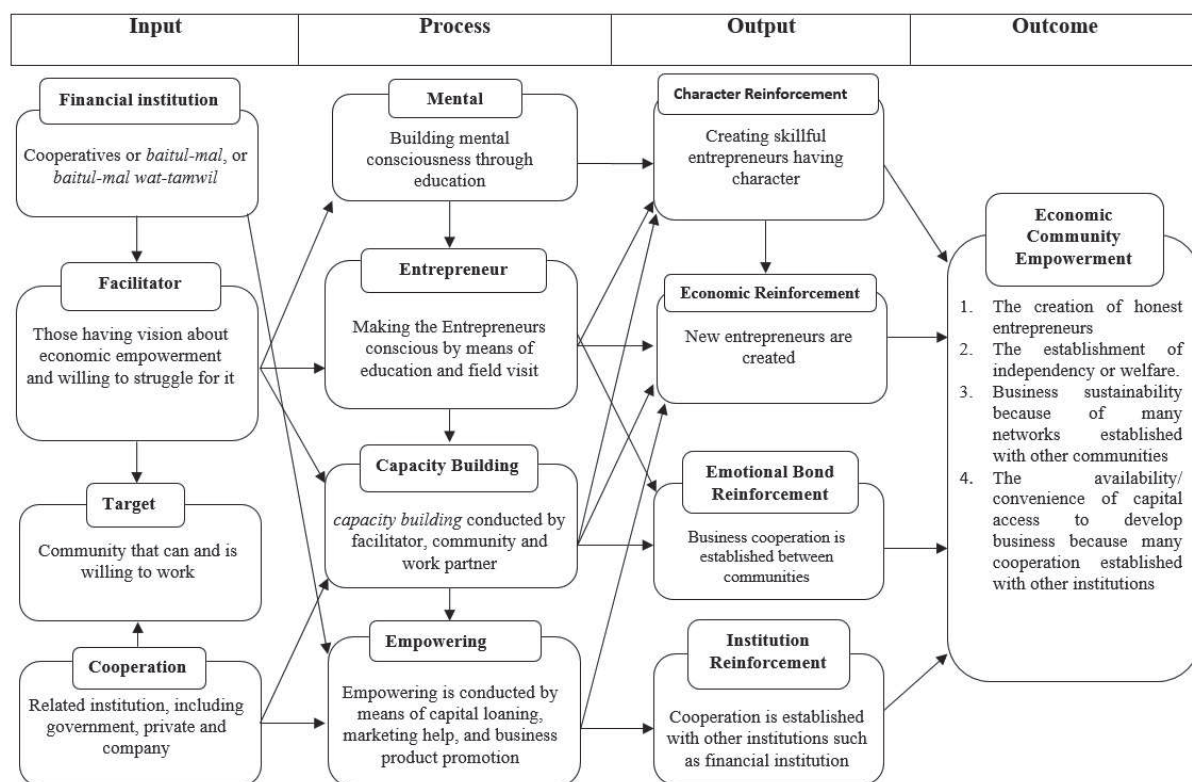 Input
Process
Output
Outcome
Financial institution
Cooperatives or baitul-mal, or
baitul-mal wat-tamwil
Facilitator
Those having vision about
economic empowerment
and willing to struggle for it
Target
Community that can and is
willing to work
Cooperation
Related institution, including
government, private and
company
Mental
Building mental
consciousness through
education
Entrepreneur
Making the Entrepreneurs
conscious by means of
education and field visit
Capacity Building
capacity building conducted by
facilitator, community and
work partner
Empowering
Empowering is conducted by
means of capital loaning,
marketing help, and business
product promotion
Character Reinforcement
Creating skillful
entrepreneurs having
character
Economic Reinforcement
New entrepreneurs are
created
Emotional Bond
Reinforcement
Business cooperation is
established between
communities
Institution
Reinforcement
Cooperation is established
with other institutions such
as financial institution
Economic
Community
Empowerment
1. The creation of honest
entrepreneurs
2. The establishment of
independency or welfare.
3. Business sustainability
because of many
networks established
with other communities
4. The availability/
convenience of capital
access to develop
business because many
cooperation established
with other institutions